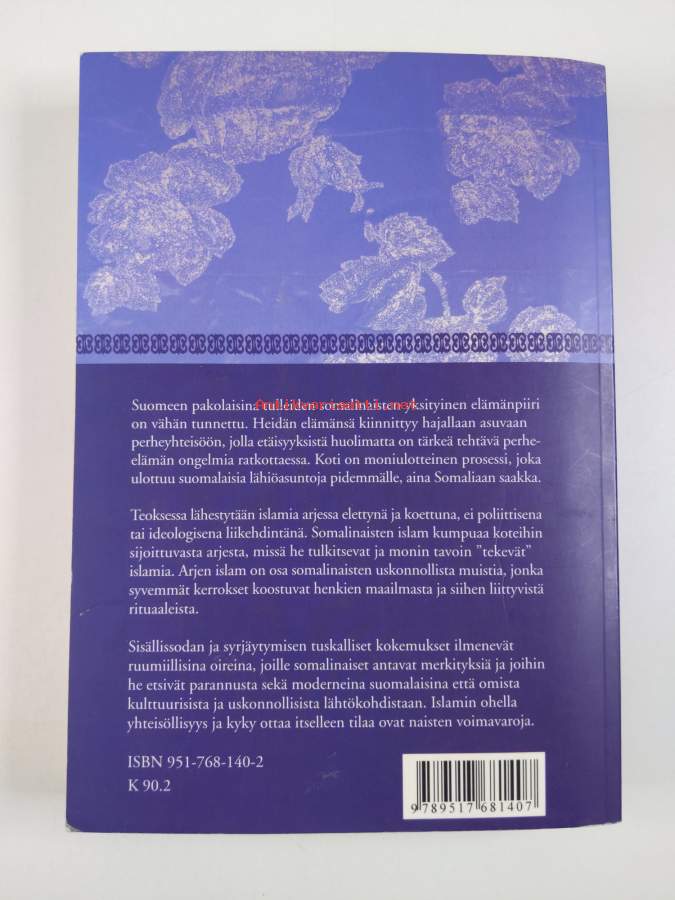 Suomeen pakolaisina tulleiden somalinaisten yksityinen elämänpiiri
on vähän tunnettu. Heidän elämänsä kiinnittyy hajallaan asuvaan
perheyhteisöön, jolla etäisyyksistä huolimatta on tärkeä tehtävä perhe-
elämän ongelmia ratkottaessa. Koti on moniulotteinen prosessi, joka
ulottuu suomalaisia lähiöasuntoja pidemmälle, aina Somaliaan saakka.
Teoksessa lähestytään islamia arjessa elettynä ja koettuna, ei poliittisena
tai ideologisena liikehdintänä. Somalinaisten islam kumpuaa koteihin
sijoittuvasta arjesta, missä he tulkitsevat ja monin tavoin ”tekevät”
islamia. Arjen islam on osa somalinaisten uskonnollista muistia, jonka
syvemmät kerrokset koostuvat henkien maailmasta ja siihen liittyvistä
rituaaleista.
Sisällissodan ja syrjäytymisen tuskalliset kokemukset ilmenevät
ruumiillisina oireina, joille somalinaiset antavat merkityksiä ja joihin
he etsivät parannusta sekä moderneina suomalaisina että omista
kulttuurisista ja uskonnollisista lähtökohdistaan. Islamin ohella
yhteisöllisyys ja kyky ottaa itselleen tilaa ovat naisten voimavaroja.
ISBN 951-768-140-2
K 90.2
9 789517 681407